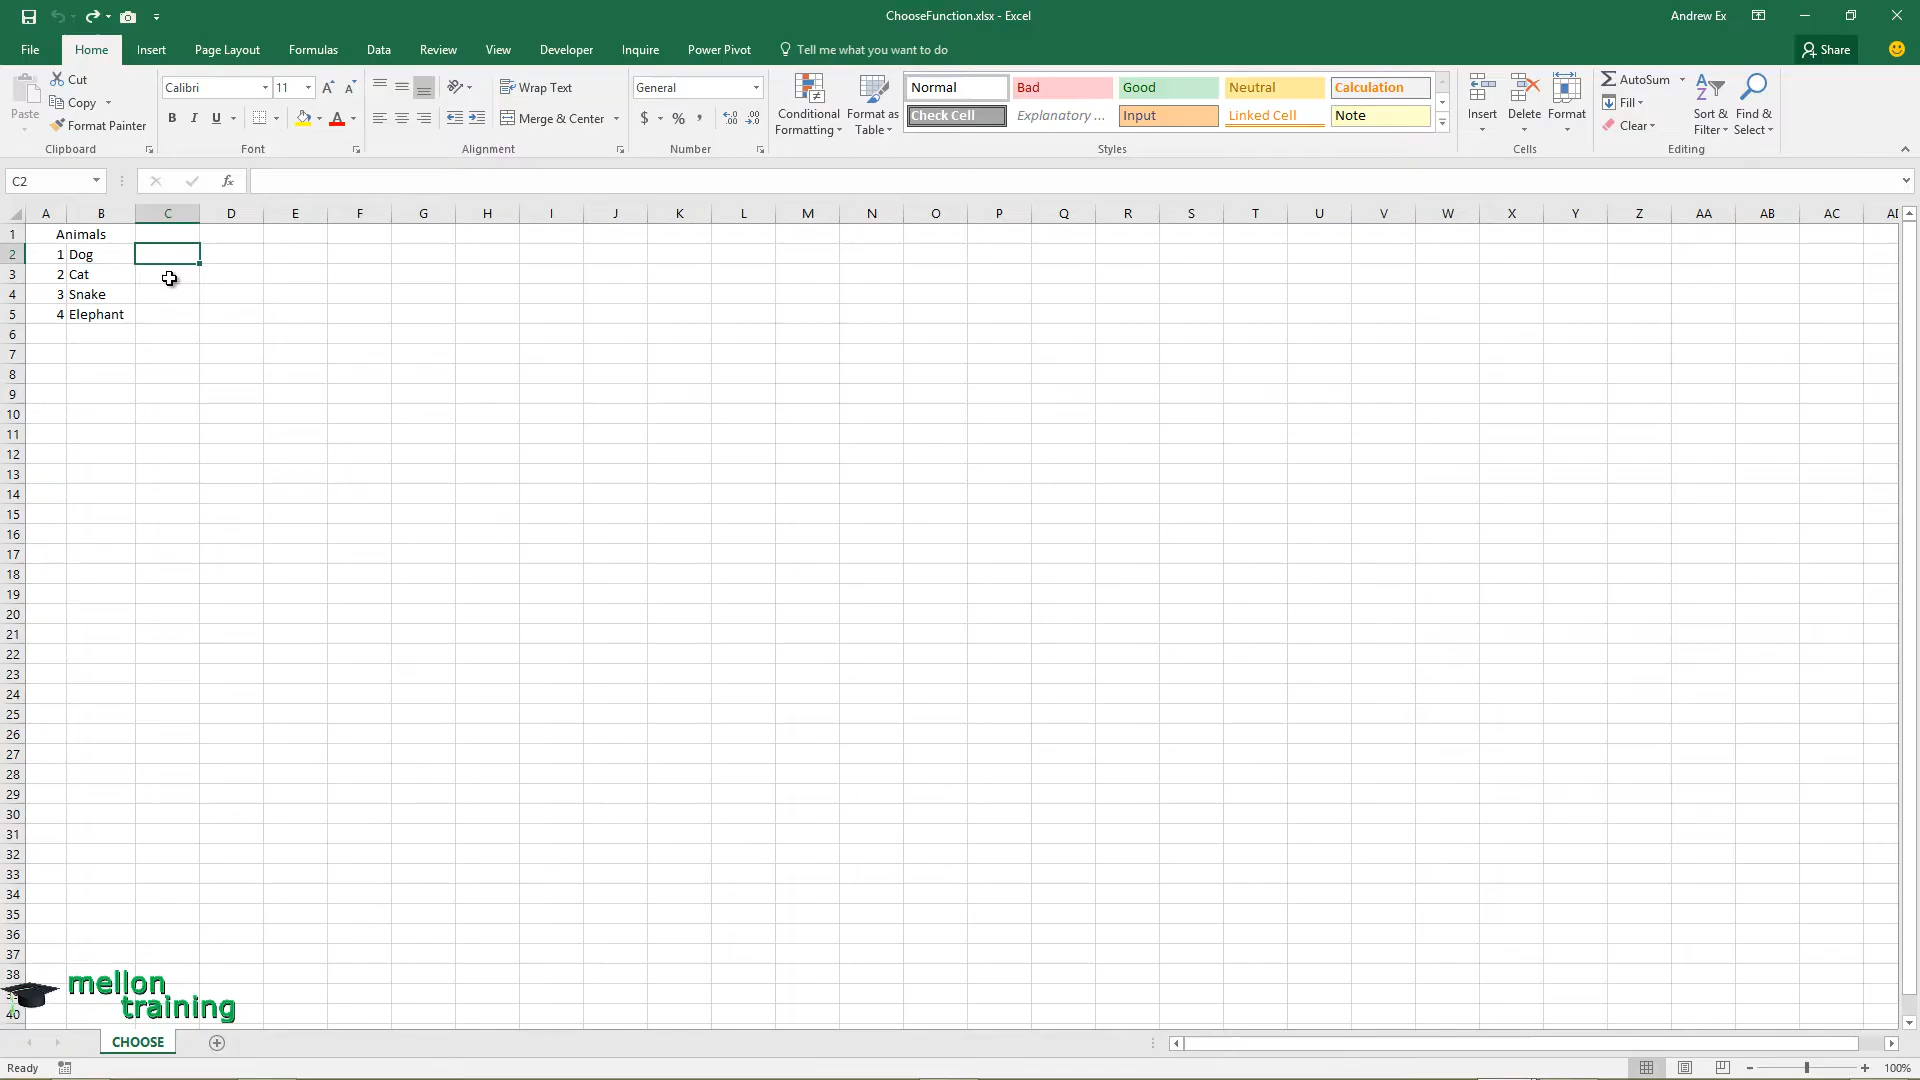 ChooseFunction.xlsx - Excel
Andrew Ex
File Home Insert Page Layout Formulas Data Review View Developer Inquire Power Pivot Tell me what you want to do Share
Paste
Cut
Copy
Format Painter
Clipboard
Calibri 11
B I U
Font
Wrap Text
Merge & Center
Alignment
General
$ % ,
Number
Conditional Formatting
Format as Table
Normal Bad Good Neutral Calculation
Check Cell Explanatory ... Input Linked Cell Note
Styles
Insert Delete Format
Cells
AutoSum
Fill
Clear
Sort & Filter
Find & Select
Editing
C2 fx
A B C D E F G H I J K L M N O P Q R S T U V W X Y Z AA AB AC
1 Animals
2 1 Dog
3 2 Cat
4 3 Snake
5 4 Elephant
6
7
8
9
10
11
12
13
14
15
16
17
18
19
20
21
22
23
24
25
26
27
28
29
30
31
32
33
34
35
36
37
38
40
mellon
training
CHOOSE
Ready
100%